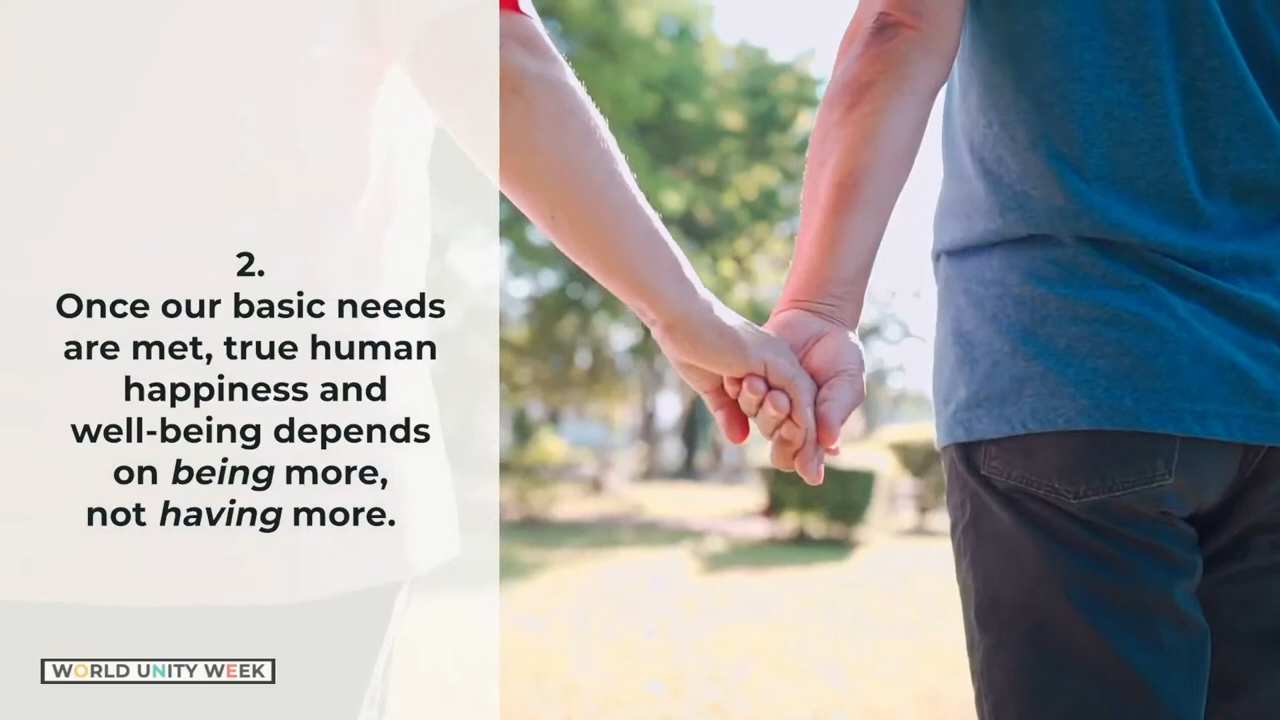 2.
Once our basic needs
are met, true human
happiness and
well-being depends
on being more,
not having more.
WORLD UNITY WEEK